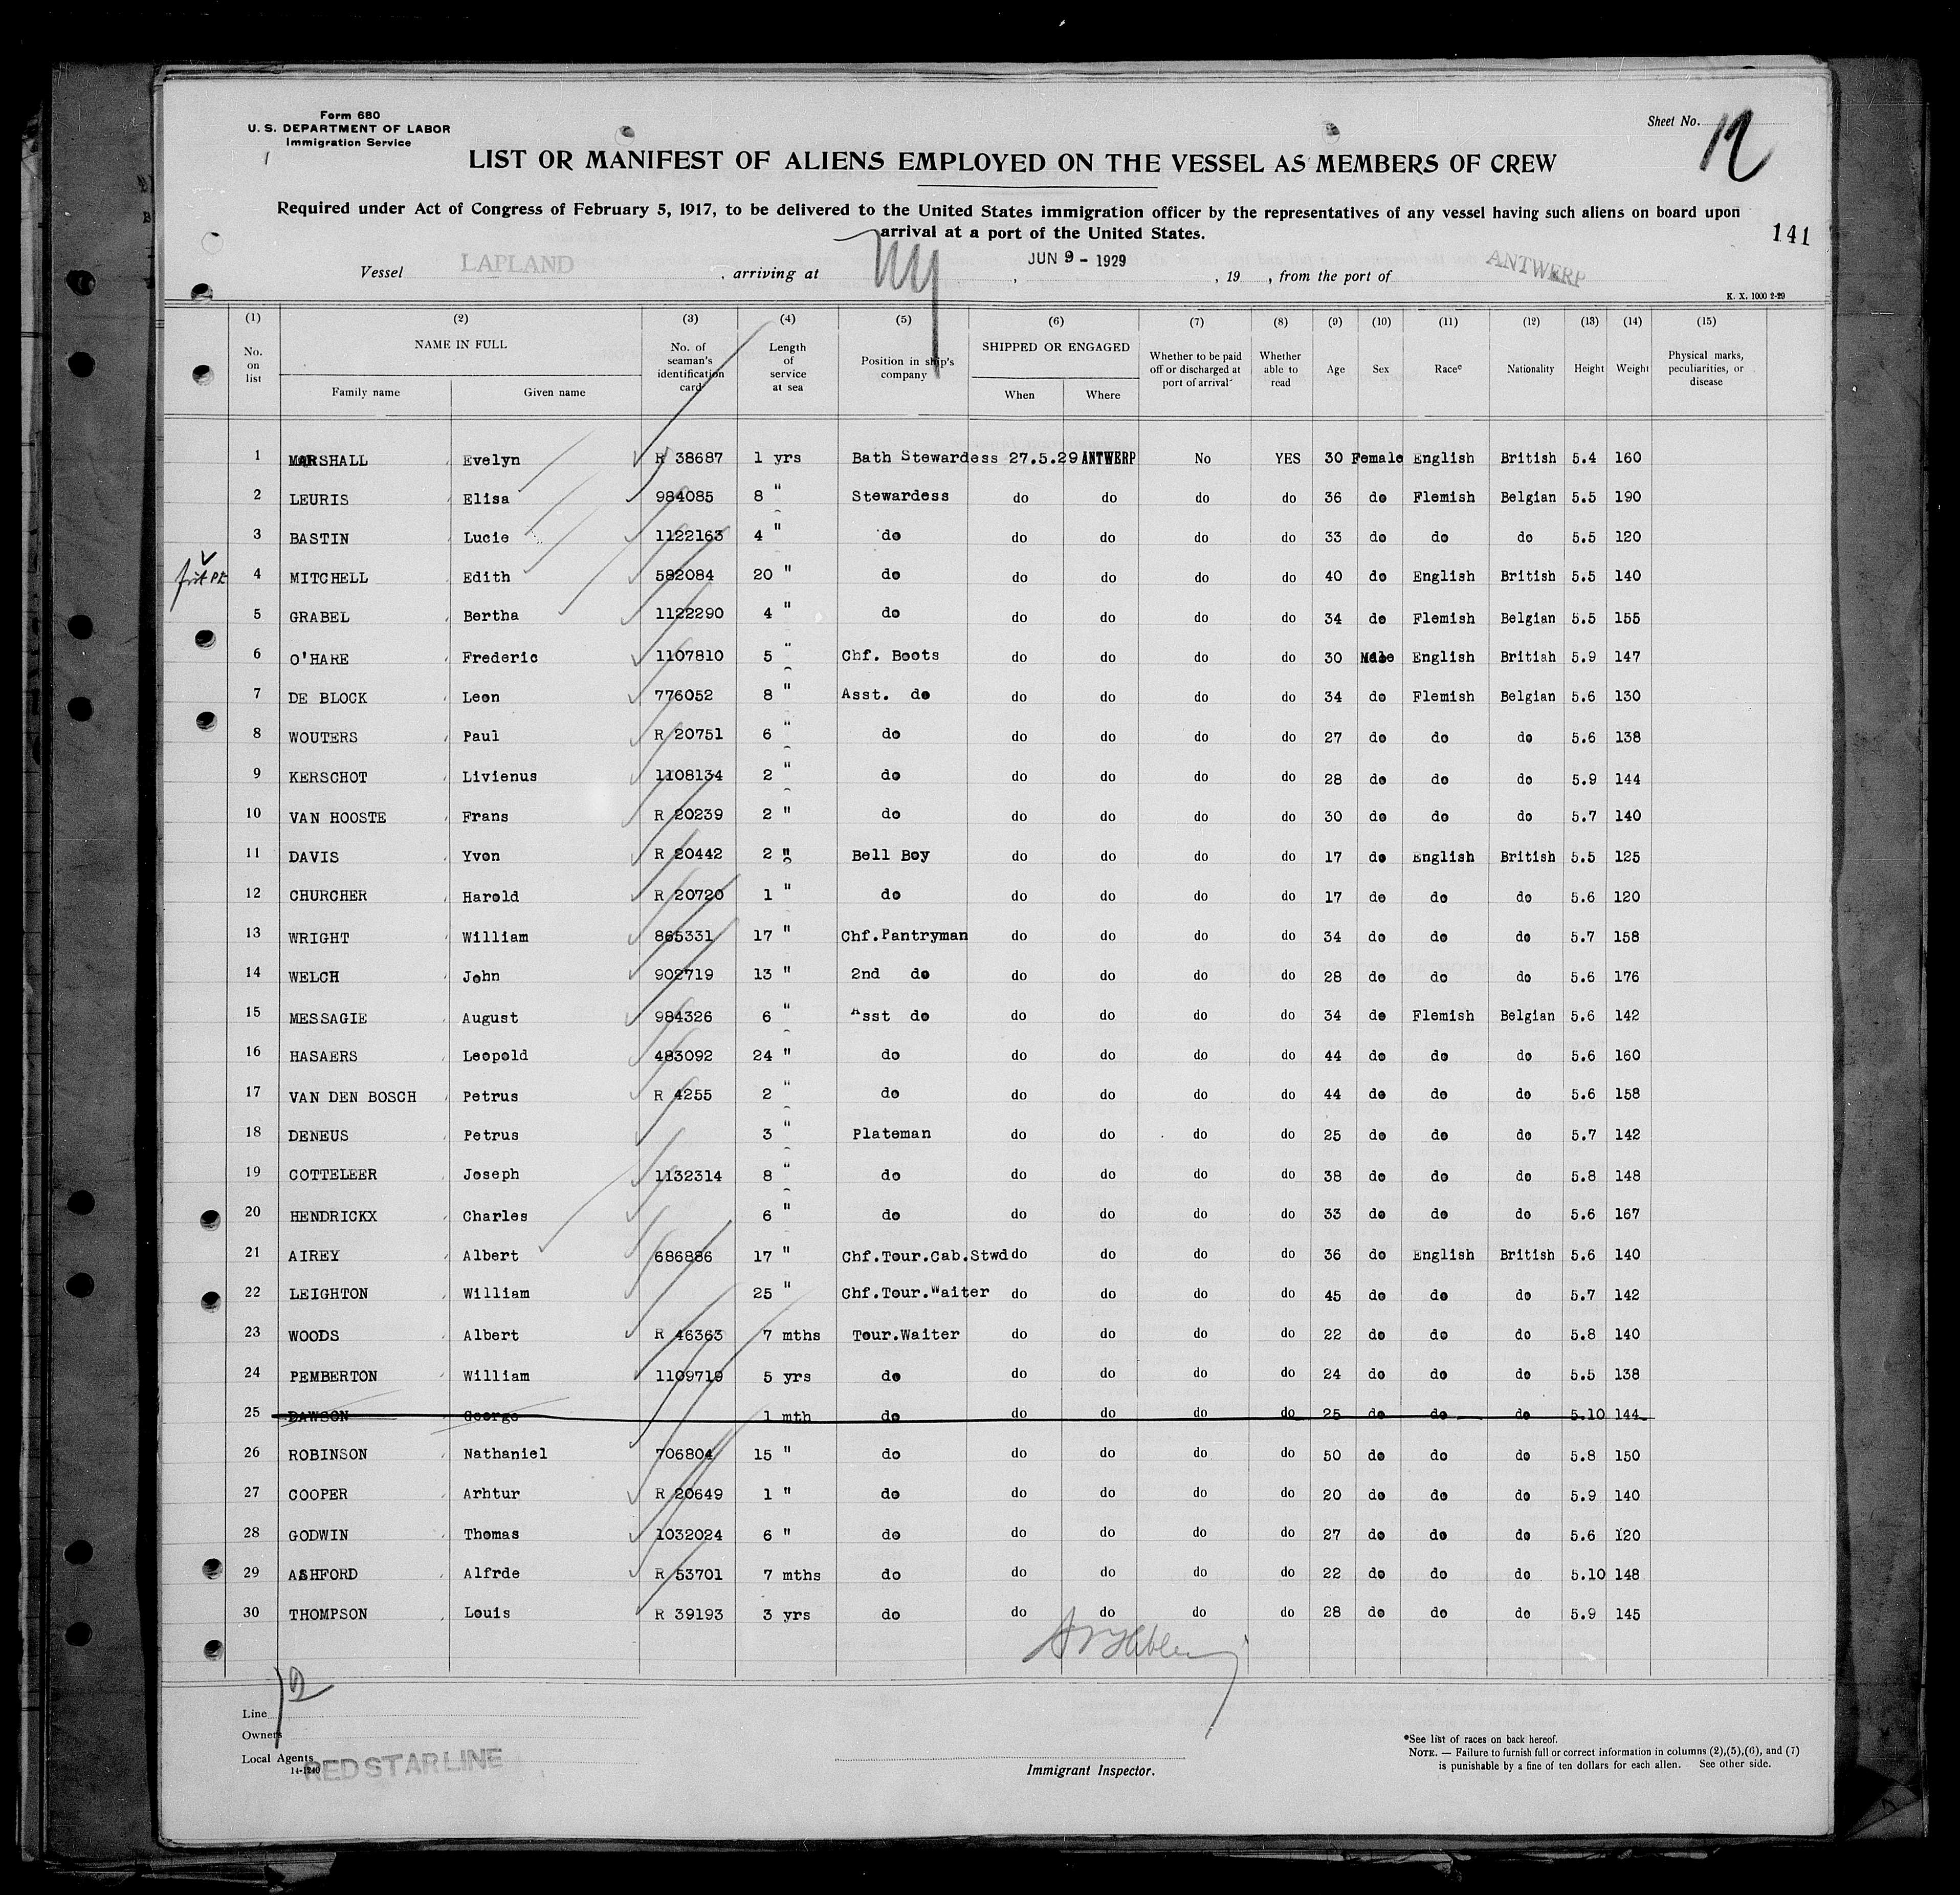 Form 680
U. S. DEPARTMENT OF LABOR
Immigration Service
Sheet No. 12
LIST OR MANIFEST OF ALIENS EMPLOYED ON THE VESSEL AS MEMBERS OF CREW
Required under Act of Congress of February 5, 1917, to be delivered to the United States immigration officer by the representatives of any vessel having such aliens on board upon
arrival at a port of the United States.
141
Vessel LAPLAND , arriving at NY , JUN 9 - 1929 , 19 , from the port of ANTWERP
K. X. 1000 2-29
(1) (2) (3) (4) (5) (6) (7) (8) (9) (10) (11) (12) (13) (14) (15)
No. on list NAME IN FULL Family name Given name No. of seaman's identification card Length of service at sea Position in ship's company SHIPPED OR ENGAGED When Where Whether to be paid off or discharged at port of arrival Whether able to read Age Sex Race* Nationality Height Weight Physical marks, peculiarities, or disease
1 MARSHALL Evelyn R 38687 1 yrs Bath Stewardess 27.5.29 ANTWERP No YES 30 Female English British 5.4 160
2 LEURIS Elisa 984085 8 " Stewardess do do do do 36 do Flemish Belgian 5.5 190
3 BASTIN Lucie 1122163 4 " do do do do do 33 do do do 5.5 120
4 MITCHELL Edith 582084 20 " do do do do do 40 do English British 5.5 140
5 GRABEL Bertha 1122290 4 " do do do do do 34 do Flemish Belgian 5.5 155
6 O'HARE Frederic 1107810 5 " Chf. Boots do do do do 30 Male English British 5.9 147
7 DE BLOCK Leon 776052 8 " Asst. do do do do do 34 do Flemish Belgian 5.6 130
8 WOUTERS Paul R 20751 6 " do do do do do 27 do do do 5.6 138
9 KERSCHOT Livienus 1108134 2 " do do do do do 28 do do do 5.9 144
10 VAN HOOSTE Frans R 20239 2 " do do do do do 30 do do do 5.7 140
11 DAVIS Yvon R 20442 2 " Bell Boy do do do do 17 do English British 5.5 125
12 CHURCHER Harold R 20720 1 " do do do do do 17 do do do 5.6 120
13 WRIGHT William 865331 17 " Chf.Pantryman do do do do 34 do do do 5.7 158
14 WELCH John 902719 13 " 2nd do do do do do 28 do do do 5.6 176
15 MESSAGIE August 984326 6 " Asst do do do do do 34 do Flemish Belgian 5.6 142
16 HASAERS Leopold 483092 24 " do do do do do 44 do do do 5.6 160
17 VAN DEN BOSCH Petrus R 4255 2 " do do do do do 44 do do do 5.6 158
18 DENEUS Petrus 3 " Plateman do do do do 25 do do do 5.7 142
19 COTTELEER Joseph 1132314 8 " do do do do do 38 do do do 5.8 148
20 HENDRICKX Charles 6 " do do do do do 33 do do do 5.6 167
21 AIREY Albert 686886 17 " Chf.Tour.Cab.Stwd do do do do 36 do English British 5.6 140
22 LEIGHTON William 25 " Chf.Tour.Waiter do do do do 45 do do do 5.7 142
23 WOODS Albert R 46363 7 mths Tour.Waiter do do do do 22 do do do 5.8 140
24 PEMBERTON William 1109719 5 yrs do do do do do 24 do do do 5.5 138
25 DAWSON George 1 mth do do do do do 25 do do do 5.10 144
26 ROBINSON Nathaniel 706804 15 " do do do do do 50 do do do 5.8 150
27 COOPER Arhtur R 20649 1 " do do do do do 20 do do do 5.9 140
28 GODWIN Thomas 1032024 6 " do do do do do 27 do do do 5.6 120
29 ASHFORD Alfrde R 53701 7 mths do do do do do 22 do do do 5.10 148
30 THOMPSON Louis R 39193 3 yrs do do do do do 28 do do do 5.9 145
Line
Owners
Local Agents RED STAR LINE
14-1240
Immigrant Inspector.
*See list of races on back hereof.
NOTE. — Failure to furnish full or correct information in columns (2),(5),(6), and (7)
is punishable by a fine of ten dollars for each alien. See other side.